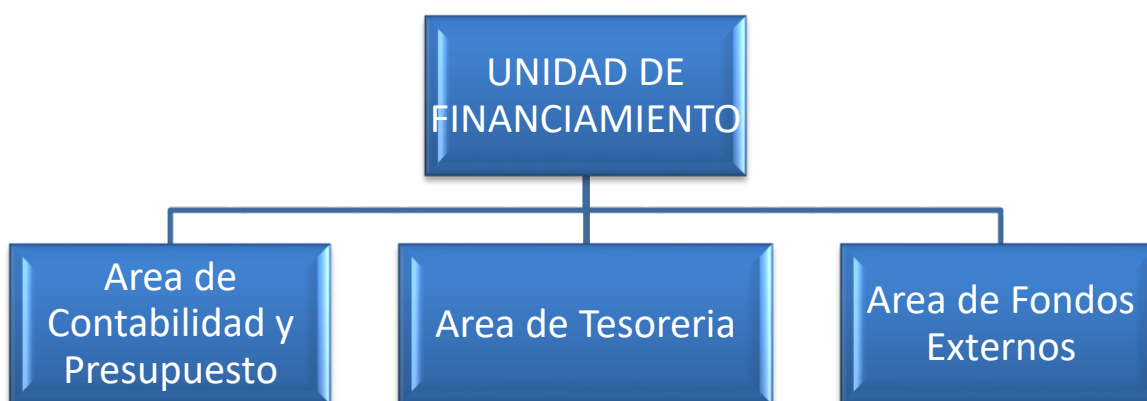 UNIDAD DE
FINANCIAMIENTO
Area de
Contabilidad y
Presupuesto
Area de Tesoreria
Area de Fondos
Externos